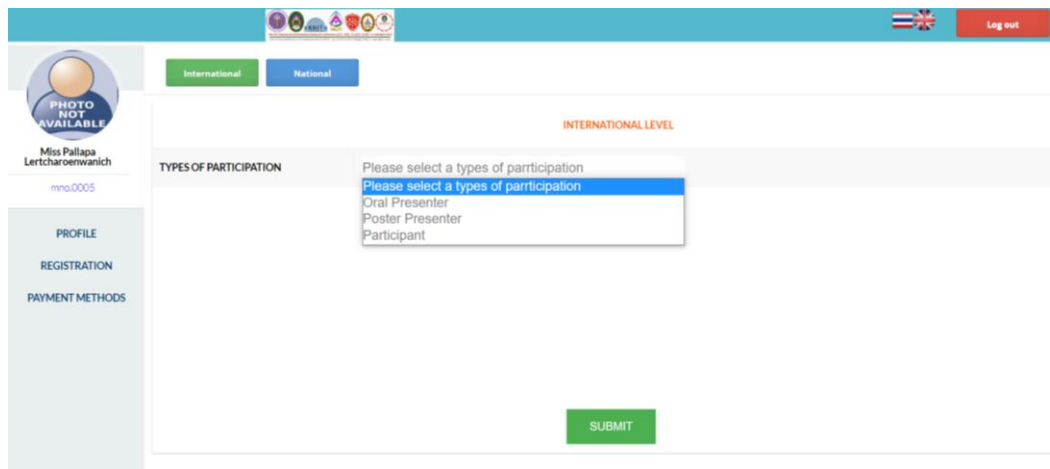 Log out
International
National
PHOTO
NOT
AVAILABLE
Miss Pallapa
Lertcharoenwanich
mno.0005
PROFILE
REGISTRATION
PAYMENT METHODS
INTERNATIONAL LEVEL
TYPES OF PARTICIPATION
Please select a types of parrticipation
Please select a types of parrticipation
Oral Presenter
Poster Presenter
Participant
SUBMIT